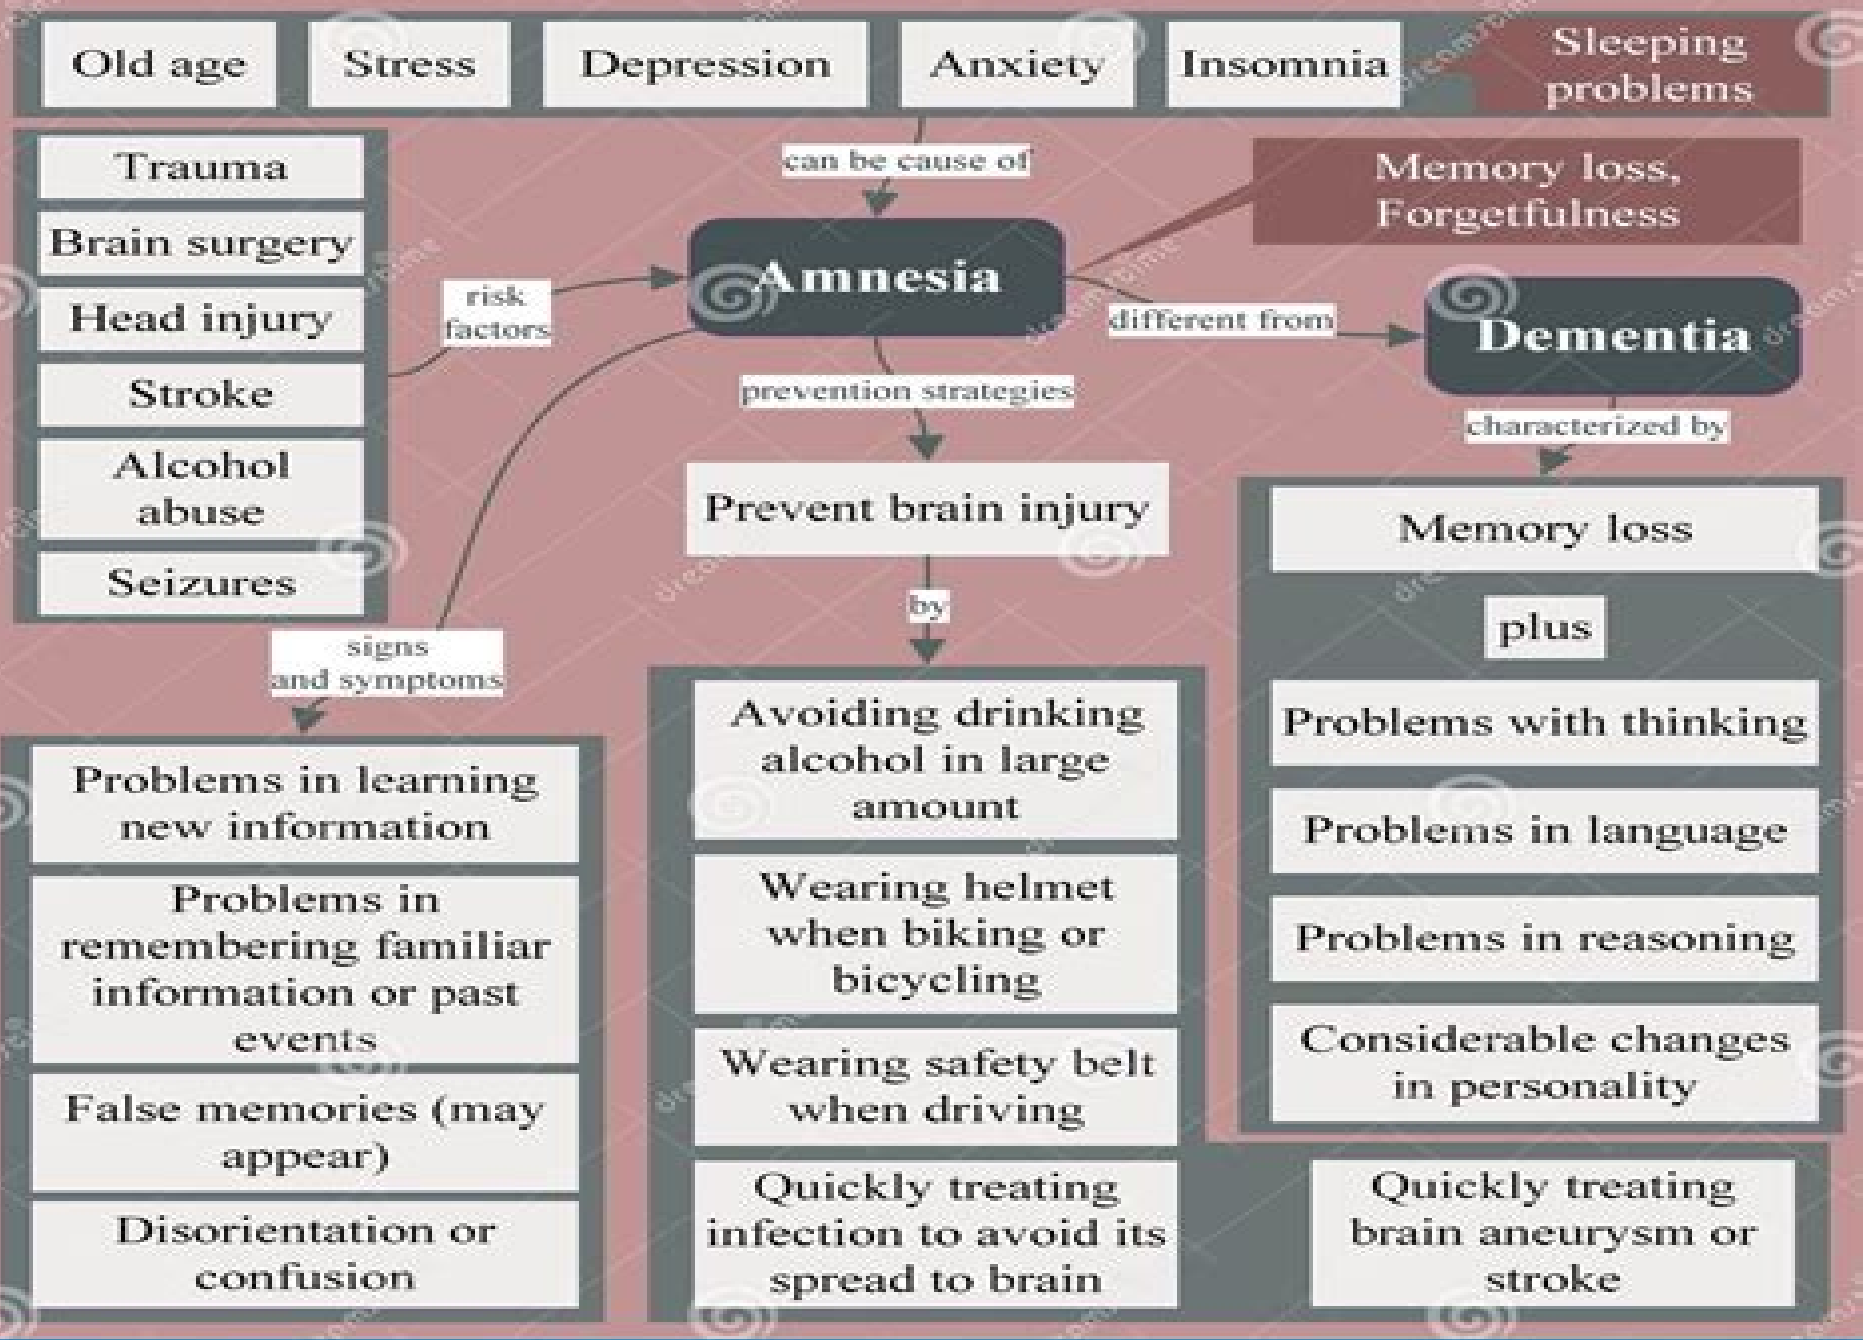 Old age
Stress
Depression
Anxiety
Insomnia
Sleeping
problems
can be cause of
Memory loss,
Forgetfulness
Trauma
Brain surgery
Head injury
Stroke
Alcohol
abuse
Seizures
risk
factors
Amnesia
different from
Dementia
prevention strategies
characterized by
Prevent brain injury
by
signs
and symptoms
Problems in learning
new information
Problems in
remembering familiar
information or past
events
False memories (may
appear)
Disorientation or
confusion
Avoiding drinking
alcohol in large
amount
Wearing helmet
when biking or
bicycling
Wearing safety belt
when driving
Quickly treating
infection to avoid its
spread to brain
Quickly treating
brain aneurysm or
stroke
Memory loss
plus
Problems with thinking
Problems in language
Problems in reasoning
Considerable changes
in personality